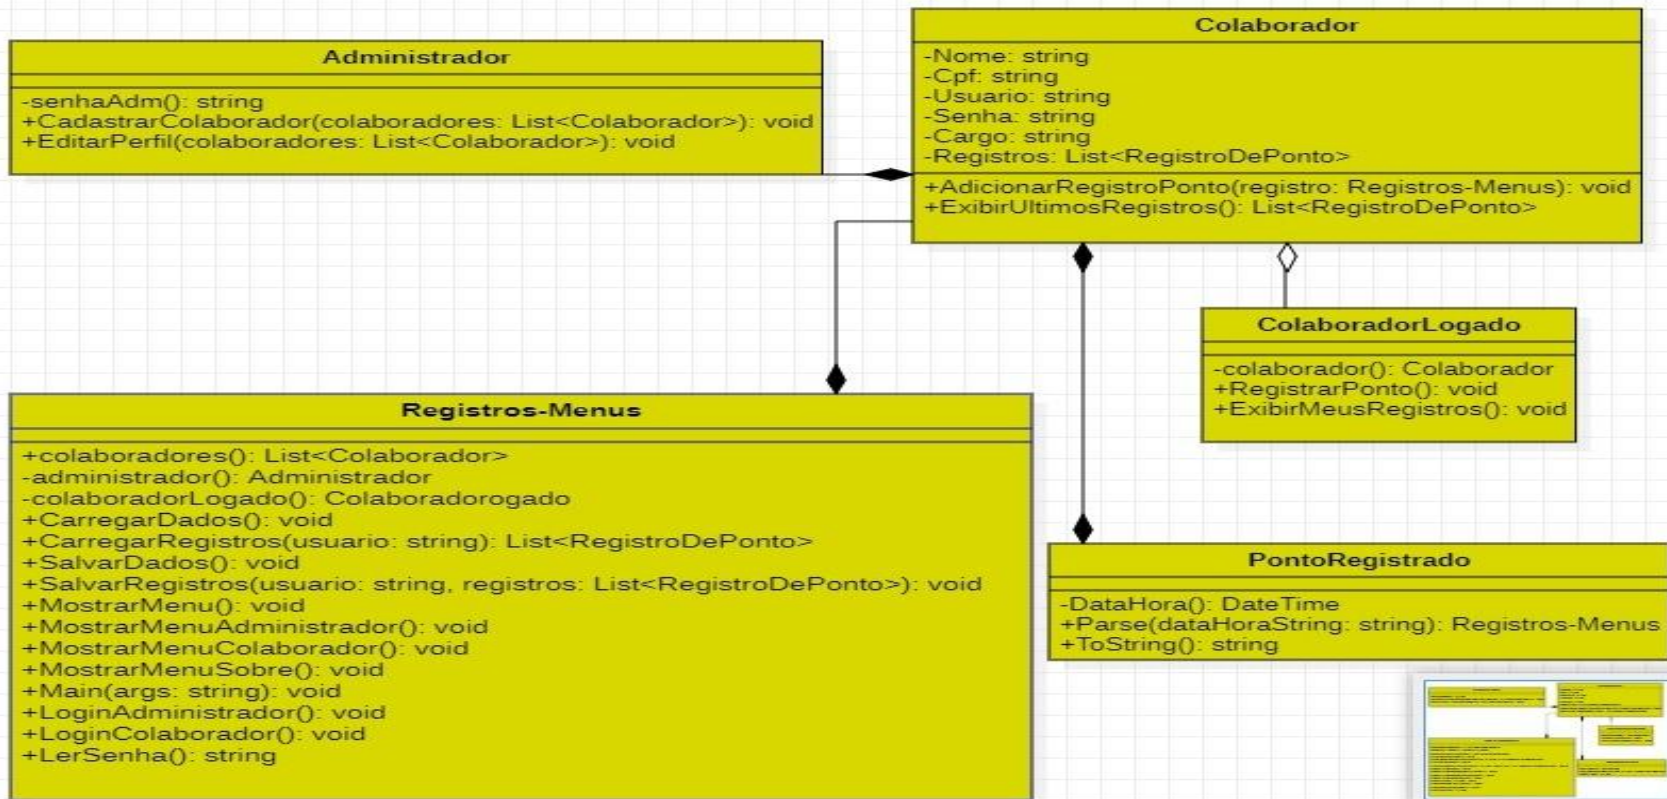 Administrador
-senhaAdm(): string
+CadastrarColaborador(colaboradores: List<Colaborador>): void
+EditarPerfil(colaboradores: List<Colaborador>): void
Colaborador
-Nome: string
-Cpf: string
-Usuario: string
-Senha: string
-Cargo: string
-Registros: List<RegistroDePonto>
+AdicionarRegistroPonto(registro: Registros-Menus): void
+ExibirUltimosRegistros(): List<RegistroDePonto>
ColaboradorLogado
-colaborador(): Colaborador
+RegistrarPonto(): void
+ExibirMeusRegistros(): void
Registros-Menus
+colaboradores(): List<Colaborador>
-administrador(): Administrador
-colaboradorLogado(): Colaboradorogado
+CarregarDados(): void
+CarregarRegistros(usuario: string): List<RegistroDePonto>
+SalvarDados(): void
+SalvarRegistros(usuario: string, registros: List<RegistroDePonto>): void
+MostrarMenu(): void
+MostrarMenuAdministrador(): void
+MostrarMenuColaborador(): void
+MostrarMenuSobre(): void
+Main(args: string): void
+LoginAdministrador(): void
+LoginColaborador(): void
+LerSenha(): string
PontoRegistrado
-DataHora(): DateTime
+Parse(dataHoraString: string): Registros-Menus
+ToString(): string